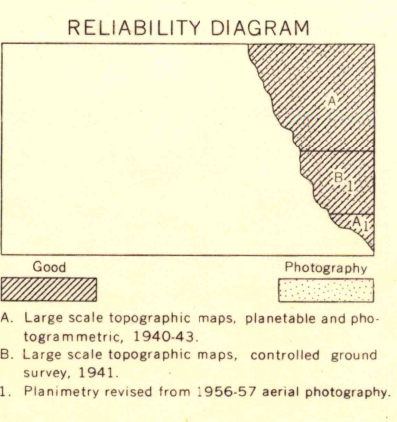 RELIABILITY DIAGRAM
A
B
1
A1
Good
Photography
A. Large scale topographic maps, planetable and pho-
togrammetric, 1940-43.
B. Large scale topographic maps, controlled ground
survey, 1941.
1. Planimetry revised from 1956-57 aerial photography.